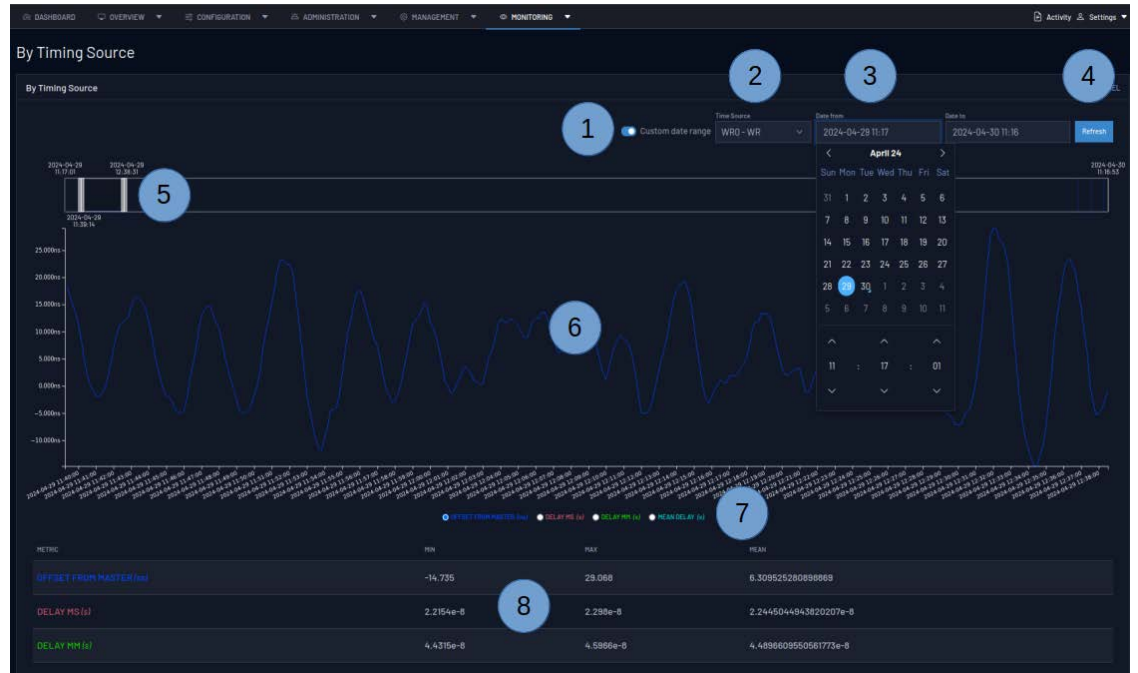 DASHBOARD OVERVIEW CONFIGURATION ADMINISTRATION MANAGEMENT MONITORING Activity Settings
By Timing Source
By Timing Source
2 3 4
1 Custom date range
Time Source Date from Date to
WR0 - WR 2024-04-29 11:17 2024-04-30 11:16 Refresh
April 24
Sun Mon Tue Wed Thu Fri Sat
31 1 2 3 4 5 6
7 8 9 10 11 12 13
14 15 16 17 18 19 20
21 22 23 24 25 26 27
28 29 30 1 2 3 4
5 6 7 8 9 10 11
11 : 17 : 01
2024-04-29 2024-04-29 2024-04-30
11:17:01 12:38:31 11:16:53
5
2024-04-29
11:39:14
25.000ns
20.000ns
15.000ns
10.000ns
5.000ns
0.000ns
-5.000ns
-10.000ns
6
OFFSET FROM MASTER (ns) DELAY MS (s) DELAY MM (s) MEAN DELAY (s) 7
METRIC MIN MAX MEAN
OFFSET FROM MASTER (ns) -14.735 29.068 6.309525280898869
DELAY MS (s) 2.2154e-8 2.298e-8 2.2445044943820207e-8
8
DELAY MM (s) 4.4315e-8 4.5966e-8 4.4896609550561773e-8